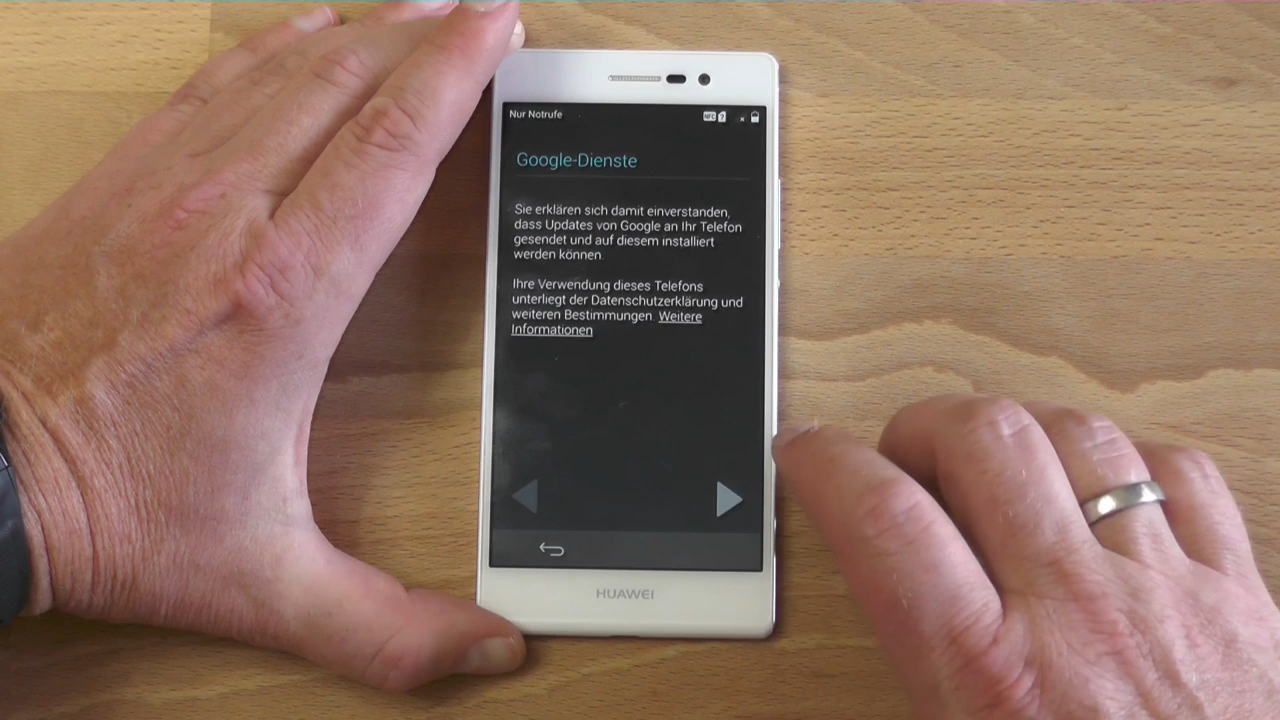 Nur Notrufe
NFC ?
Google-Dienste
Sie erklären sich damit einverstanden,
dass Updates von Google an Ihr Telefon
gesendet und auf diesem installiert
werden können.
Ihre Verwendung dieses Telefons
unterliegt der Datenschutzerklärung und
weiteren Bestimmungen. Weitere
Informationen
HUAWEI